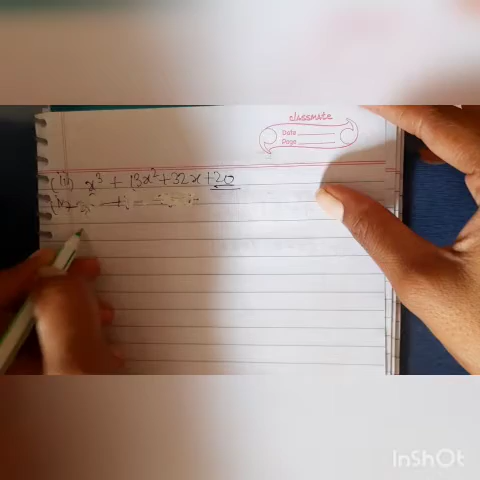 classmate
Date
Page
(iii) x³ + 13x² + 32x + 20
InShOt